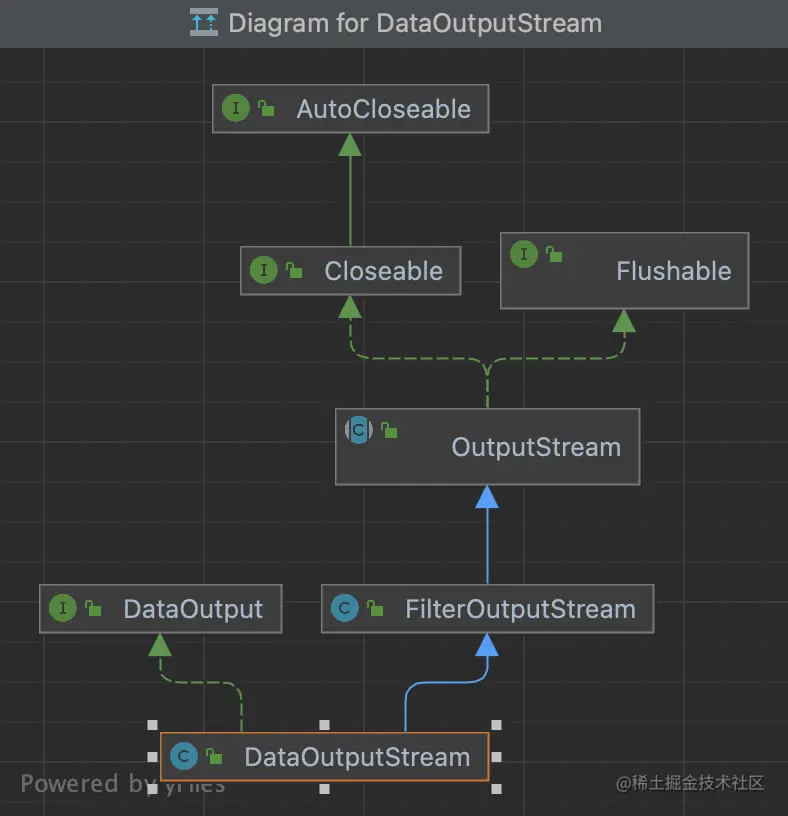 Diagram for DataOutputStream
I AutoCloseable
I Closeable
I Flushable
C OutputStream
I DataOutput
C FilterOutputStream
C DataOutputStream
Powered by yFiles
@稀土掘金技术社区